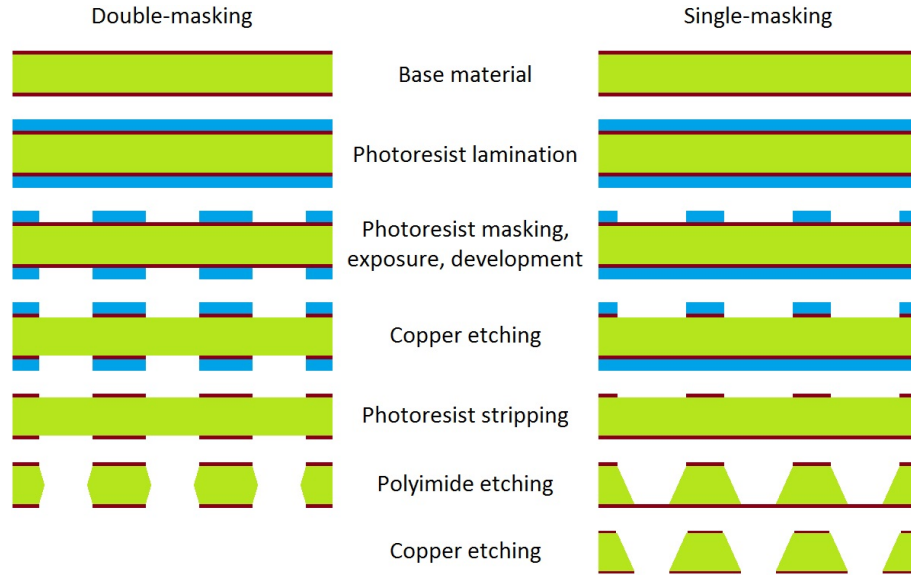 Double-masking
Single-masking
Base material
Photoresist lamination
Photoresist masking,
exposure, development
Copper etching
Photoresist stripping
Polyimide etching
Copper etching